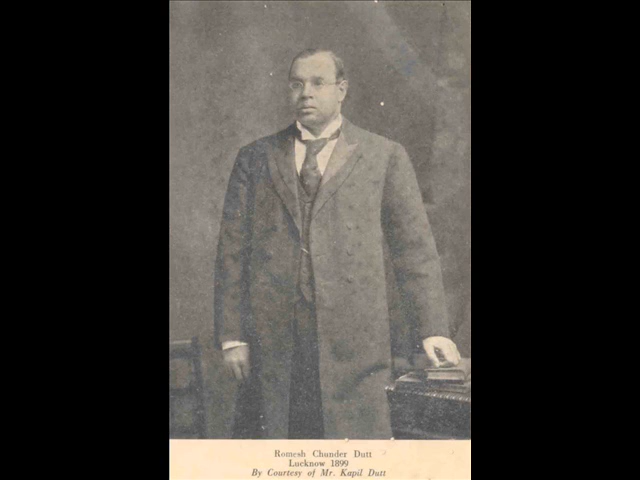 Romesh Chunder Dutt
Lucknow 1899
By Courtesy of Mr. Kapil Dutt